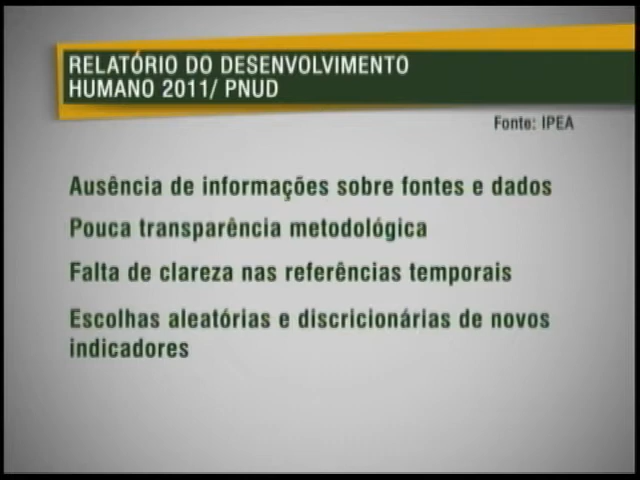 RELATÓRIO DO DESENVOLVIMENTO
HUMANO 2011/ PNUD
Fonte: IPEA
Ausência de informações sobre fontes e dados
Pouca transparência metodológica
Falta de clareza nas referências temporais
Escolhas aleatórias e discricionárias de novos
indicadores